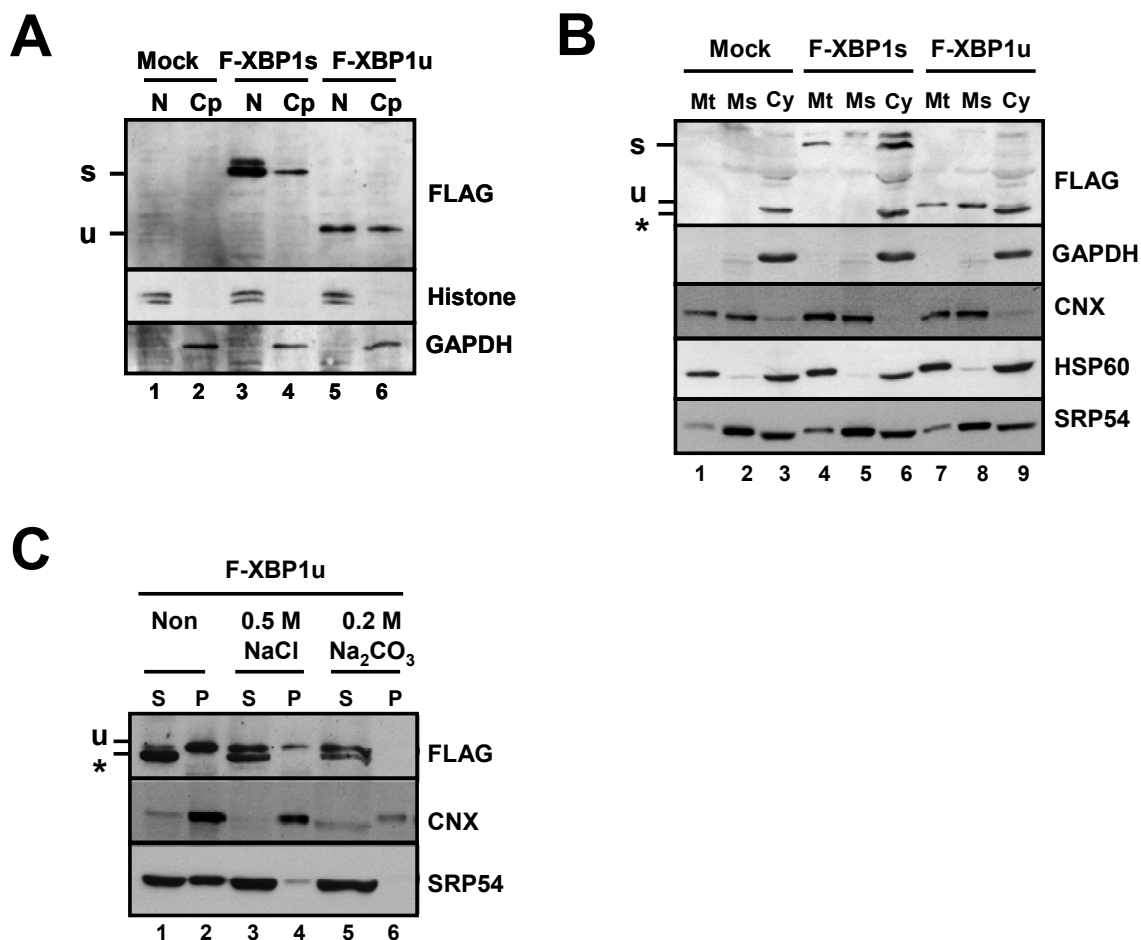 A
Mock F-XBP1s F-XBP1u
N Cp N Cp N Cp
s
u
FLAG
Histone
GAPDH
1 2 3 4 5 6
B
Mock F-XBP1s F-XBP1u
Mt Ms Cy Mt Ms Cy Mt Ms Cy
s
u
*
FLAG
GAPDH
CNX
HSP60
SRP54
1 2 3 4 5 6 7 8 9
C
F-XBP1u
Non 0.5 M 0.2 M
NaCl Na₂CO₃
S P S P S P
u
*
FLAG
CNX
SRP54
1 2 3 4 5 6